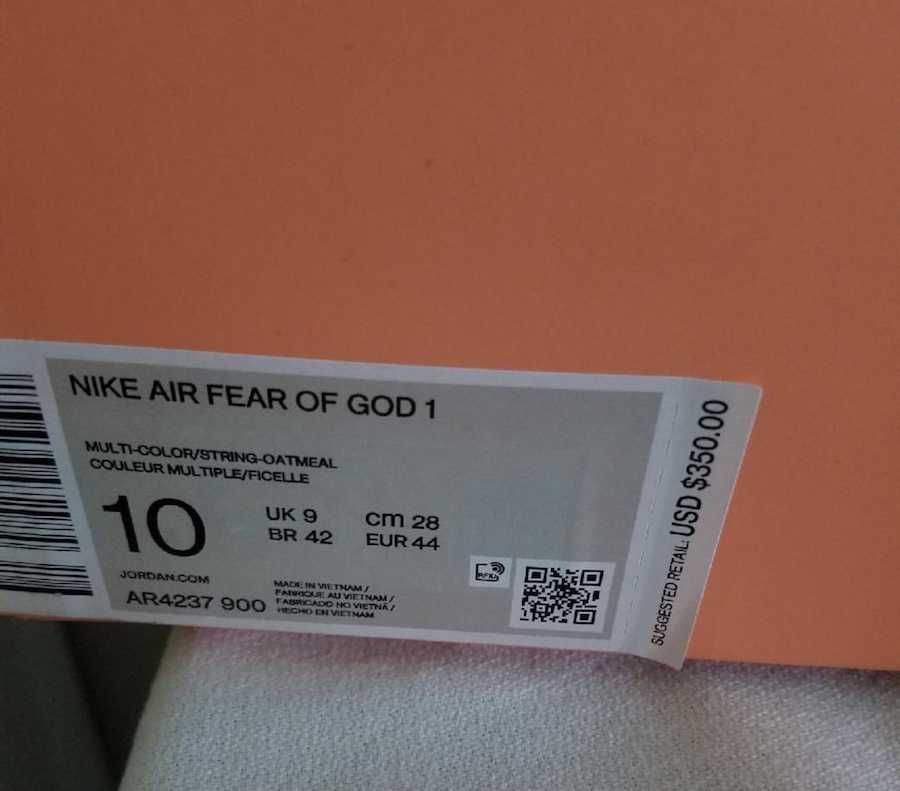 NIKE AIR FEAR OF GOD 1
MULTI-COLOR/STRING-OATMEAL
COULEUR MULTIPLE/FICELLE
10
UK 9
cm 28
BR 42
EUR 44
JORDAN.COM
AR4237 900
MADE IN VIETNAM /
FABRIQUE AU VIETNAM /
FABRICADO NO VIETNÃ /
HECHO EN VIETNAM
RFID
SUGGESTED RETAIL: USD $350.00